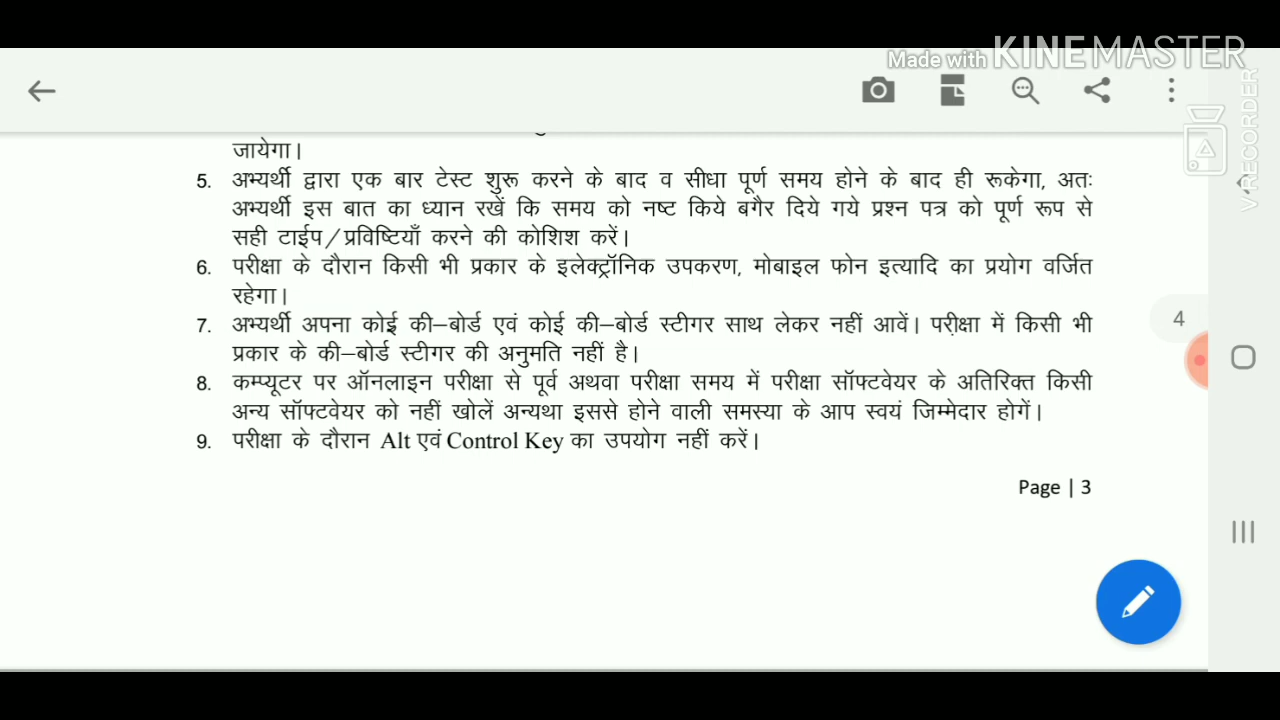 Made with KINEMASTER
VRECORDER
जायेगा।
5. अभ्यर्थी द्वारा एक बार टेस्ट शुरू करने के बाद व सीधा पूर्ण समय होने के बाद ही रूकेगा, अतः
अभ्यर्थी इस बात का ध्यान रखें कि समय को नष्ट किये बगैर दिये गये प्रश्न पत्र को पूर्ण रूप से
सही टाईप/प्रविष्टियाँ करने की कोशिश करें।
6. परीक्षा के दौरान किसी भी प्रकार के इलेक्ट्रॉनिक उपकरण, मोबाइल फोन इत्यादि का प्रयोग वर्जित
रहेगा।
7. अभ्यर्थी अपना कोई की–बोर्ड एवं कोई की–बोर्ड स्टीगर साथ लेकर नहीं आवें। परीक्षा में किसी भी
प्रकार के की–बोर्ड स्टीगर की अनुमति नहीं है।
4
8. कम्प्यूटर पर ऑनलाइन परीक्षा से पूर्व अथवा परीक्षा समय में परीक्षा सॉफ्टवेयर के अतिरिक्त किसी
अन्य सॉफ्टवेयर को नहीं खोलें अन्यथा इससे होने वाली समस्या के आप स्वयं जिम्मेदार होगें।
9. परीक्षा के दौरान Alt एवं Control Key का उपयोग नहीं करें।
Page | 3